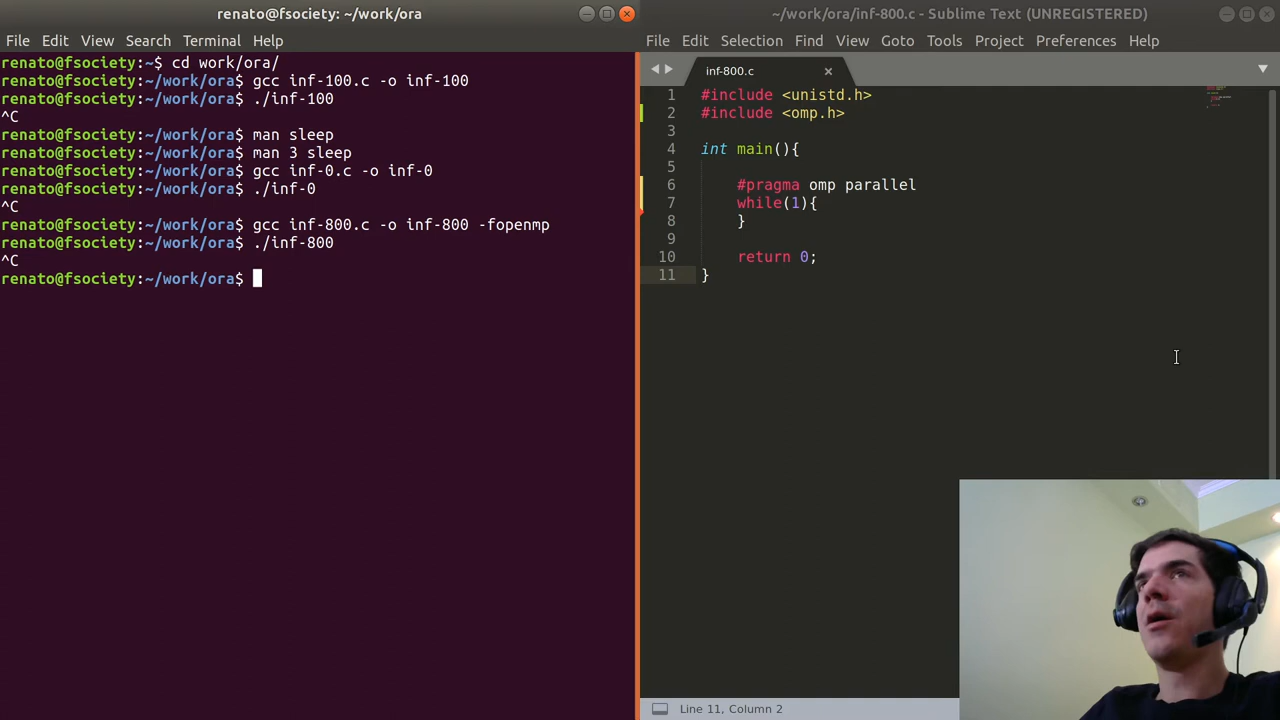 renato@fsociety: ~/work/ora
File Edit View Search Terminal Help
renato@fsociety:~$ cd work/ora/
renato@fsociety:~/work/ora$ gcc inf-100.c -o inf-100
renato@fsociety:~/work/ora$ ./inf-100
^C
renato@fsociety:~/work/ora$ man sleep
renato@fsociety:~/work/ora$ man 3 sleep
renato@fsociety:~/work/ora$ gcc inf-0.c -o inf-0
renato@fsociety:~/work/ora$ ./inf-0
^C
renato@fsociety:~/work/ora$ gcc inf-800.c -o inf-800 -fopenmp
renato@fsociety:~/work/ora$ ./inf-800
^C
renato@fsociety:~/work/ora$
~/work/ora/inf-800.c - Sublime Text (UNREGISTERED)
File Edit Selection Find View Goto Tools Project Preferences Help
inf-800.c
1 #include <unistd.h>
2 #include <omp.h>
3
4 int main(){
5
6 #pragma omp parallel
7 while(1){
8 }
9
10 return 0;
11 }
Line 11, Column 2